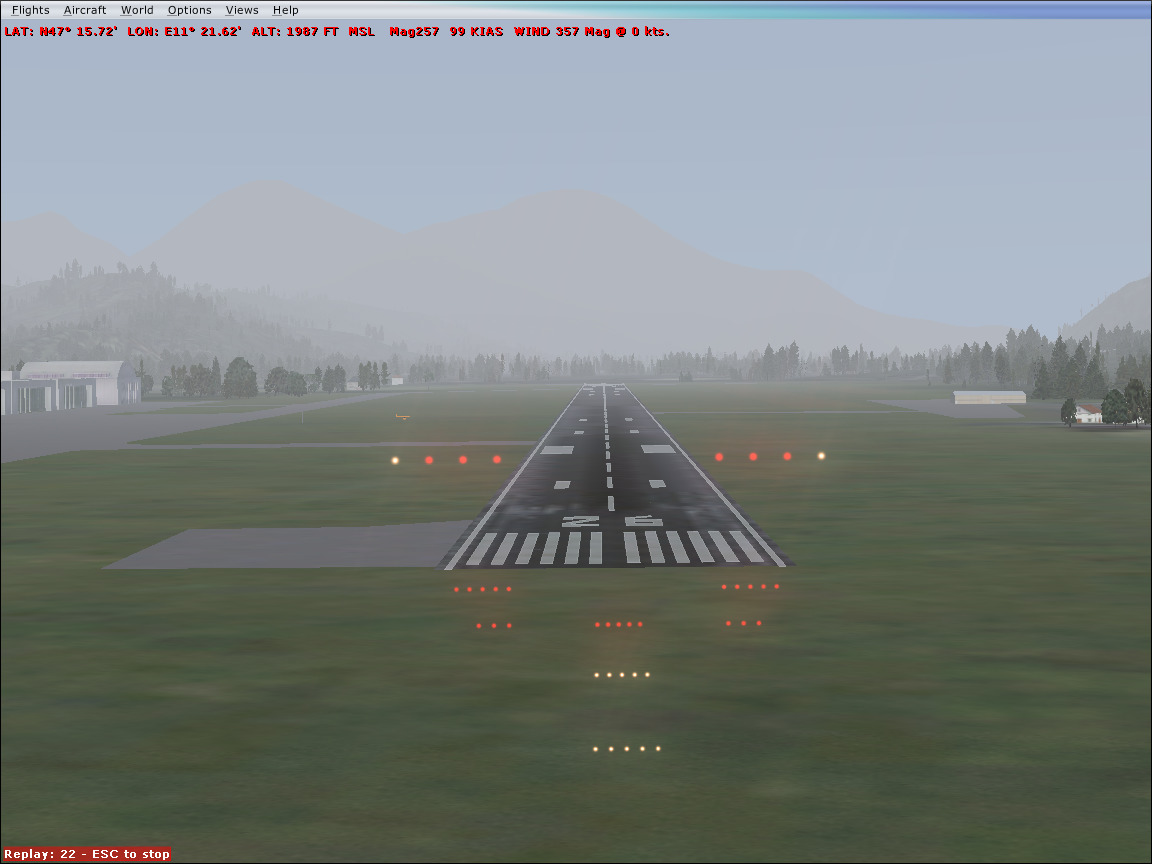 Flights Aircraft World Options Views Help
LAT: N47° 15.72' LON: E11° 21.62' ALT: 1987 FT MSL Mag257 99 KIAS WIND 357 Mag @ 0 kts.
26
Replay: 22 - ESC to stop